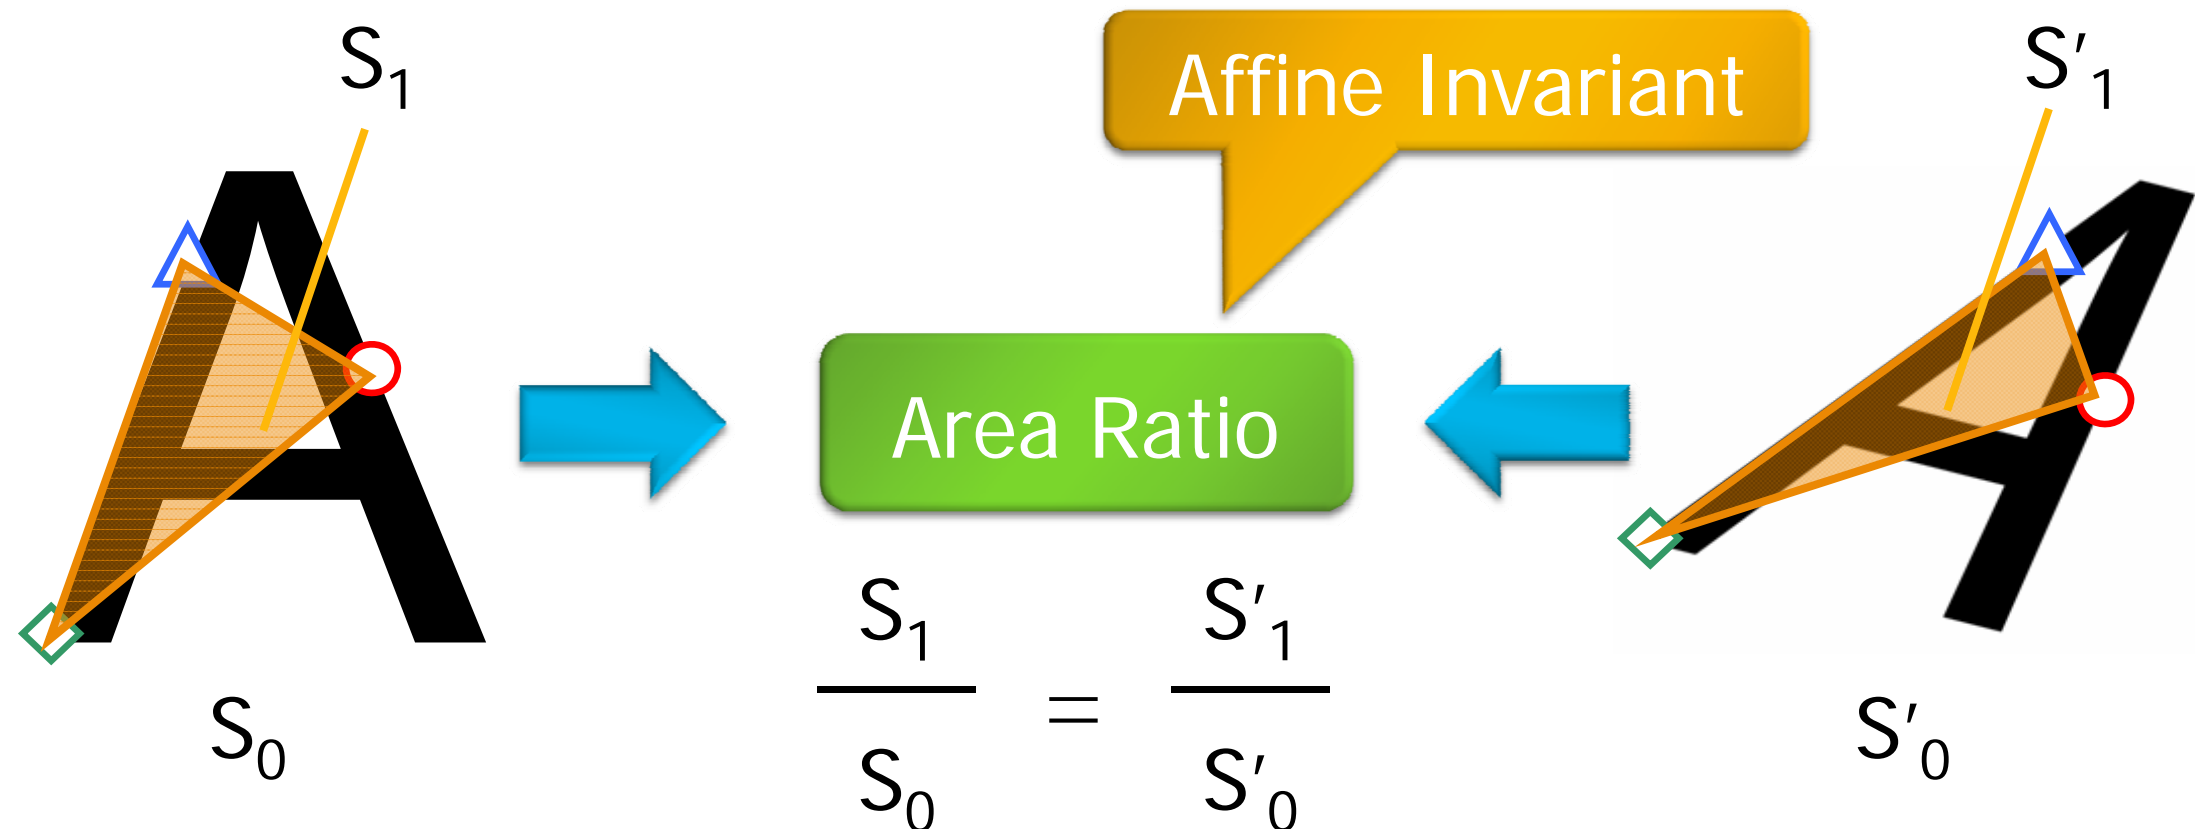 S₁
Affine Invariant
S′₁
A
A
Area Ratio
S₁ / S₀ = S′₁ / S′₀
S₀
S′₀